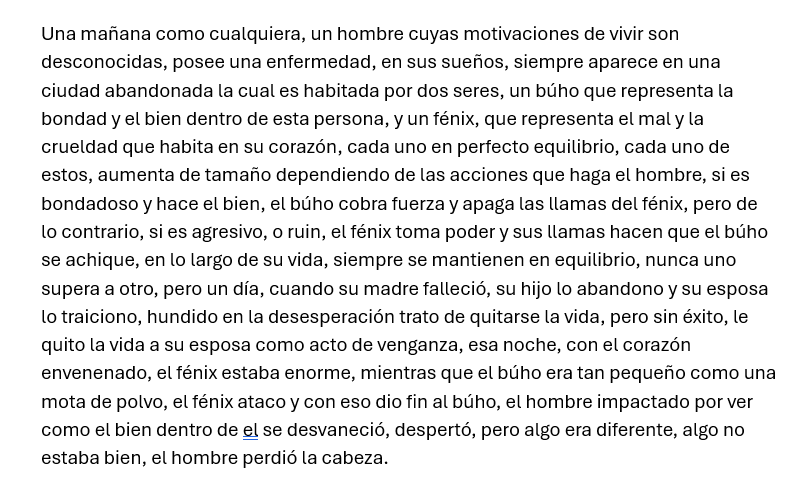 Una mañana como cualquiera, un hombre cuyas motivaciones de vivir son
desconocidas, posee una enfermedad, en sus sueños, siempre aparece en una
ciudad abandonada la cual es habitada por dos seres, un búho que representa la
bondad y el bien dentro de esta persona, y un fénix, que representa el mal y la
crueldad que habita en su corazón, cada uno en perfecto equilibrio, cada uno de
estos, aumenta de tamaño dependiendo de las acciones que haga el hombre, si es
bondadoso y hace el bien, el búho cobra fuerza y apaga las llamas del fénix, pero de
lo contrario, si es agresivo, o ruin, el fénix toma poder y sus llamas hacen que el búho
se achique, en lo largo de su vida, siempre se mantienen en equilibrio, nunca uno
supera a otro, pero un día, cuando su madre falleció, su hijo lo abandono y su esposa
lo traiciono, hundido en la desesperación trato de quitarse la vida, pero sin éxito, le
quito la vida a su esposa como acto de venganza, esa noche, con el corazón
envenenado, el fénix estaba enorme, mientras que el búho era tan pequeño como una
mota de polvo, el fénix ataco y con eso dio fin al búho, el hombre impactado por ver
como el bien dentro de el se desvaneció, despertó, pero algo era diferente, algo no
estaba bien, el hombre perdió la cabeza.